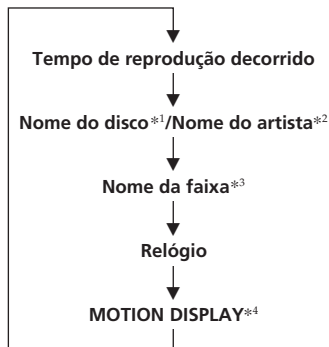 Tempo de reprodução decorrido
Nome do disco*1/Nome do artista*2
Nome da faixa*3
Relógio
MOTION DISPLAY*4